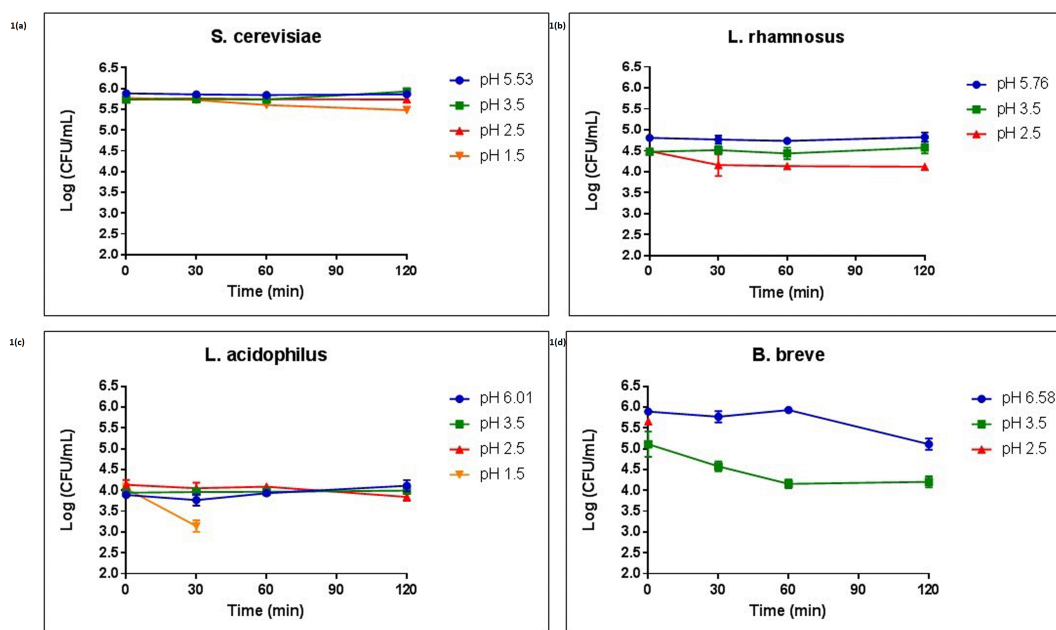 1(a)
S. cerevisiae
6.5
6.0
5.5
5.0
4.5
4.0
3.5
3.0
2.5
2.0
Log (CFU/mL)
0 30 60 90 120
Time (min)
pH 5.53
pH 3.5
pH 2.5
pH 1.5
1(b)
L. rhamnosus
6.5
6.0
5.5
5.0
4.5
4.0
3.5
3.0
2.5
2.0
Log (CFU/mL)
0 30 60 90 120
Time (min)
pH 5.76
pH 3.5
pH 2.5
1(c)
L. acidophilus
6.5
6.0
5.5
5.0
4.5
4.0
3.5
3.0
2.5
2.0
Log (CFU/mL)
0 30 60 90 120
Time (min)
pH 6.01
pH 3.5
pH 2.5
pH 1.5
1(d)
B. breve
6.5
6.0
5.5
5.0
4.5
4.0
3.5
3.0
2.5
2.0
Log (CFU/mL)
0 30 60 90 120
Time (min)
pH 6.58
pH 3.5
pH 2.5